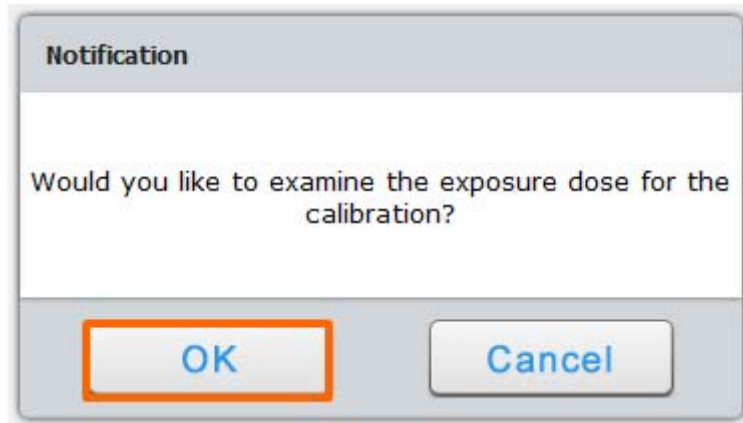 Notification
Would you like to examine the exposure dose for the
calibration?
OK
Cancel